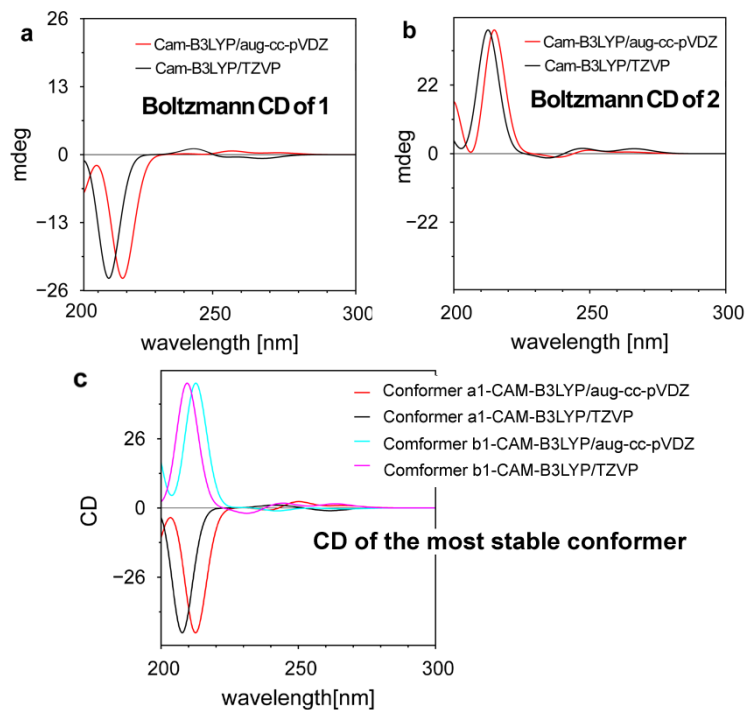 a
Cam-B3LYP/aug-cc-pVDZ
Cam-B3LYP/TZVP
Boltzmann CD of 1
26
13
0
−13
−26
mdeg
200
250
300
wavelength [nm]
b
Cam-B3LYP/aug-cc-pVDZ
Cam-B3LYP/TZVP
Boltzmann CD of 2
22
0
−22
mdeg
200
250
300
wavelength [nm]
c
Conformer a1-CAM-B3LYP/aug-cc-pVDZ
Conformer a1-CAM-B3LYP/TZVP
Comformer b1-CAM-B3LYP/aug-cc-pVDZ
Comformer b1-CAM-B3LYP/TZVP
CD of the most stable conformer
26
0
−26
CD
200
250
300
wavelength[nm]